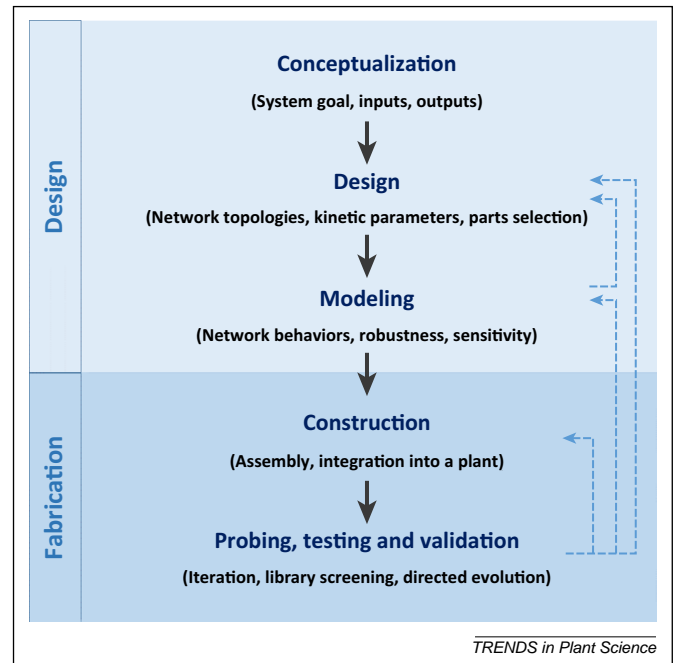 Design
Conceptualization
(System goal, inputs, outputs)
Design
(Network topologies, kinetic parameters, parts selection)
Modeling
(Network behaviors, robustness, sensitivity)
Fabrication
Construction
(Assembly, integration into a plant)
Probing, testing and validation
(Iteration, library screening, directed evolution)
TRENDS in Plant Science